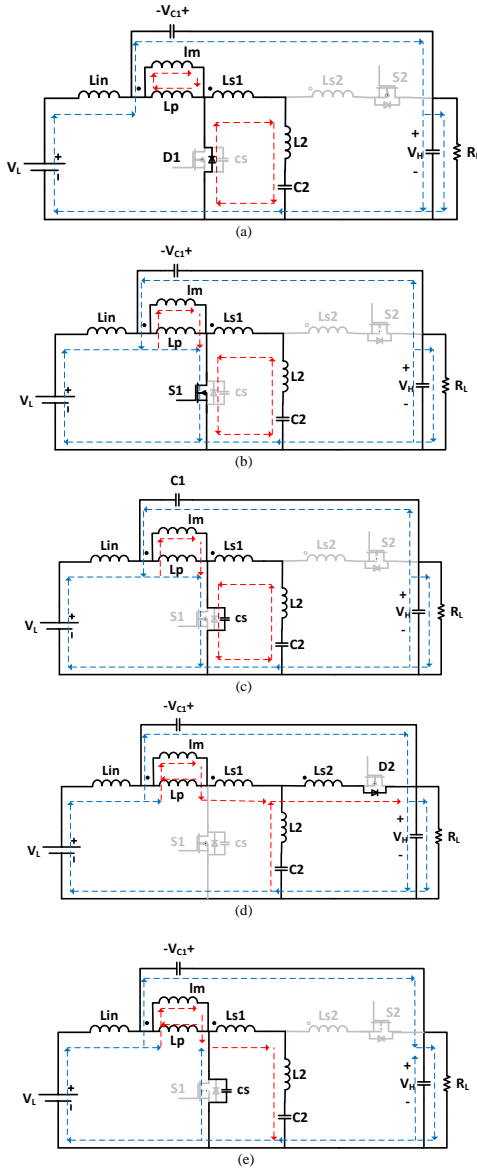 -VC1+
Im
Lin
Lp
Ls1
Ls2
S2
L2
+
VL
D1
cs
C2
+
VH
-
RL
(a)
-VC1+
Im
Lin
Lp
Ls1
Ls2
S2
L2
+
VL
S1
cs
C2
+
VH
-
RL
(b)
C1
Im
Lin
Lp
Ls1
Ls2
S2
L2
+
VL
S1
cs
C2
+
VH
-
RL
(c)
-VC1+
Im
Lin
Lp
Ls1
Ls2
D2
L2
+
VL
S1
cs
C2
+
VH
-
RL
(d)
-VC1+
Im
Lin
Lp
Ls1
Ls2
S2
L2
+
VL
S1
cs
C2
+
VH
-
RL
(e)